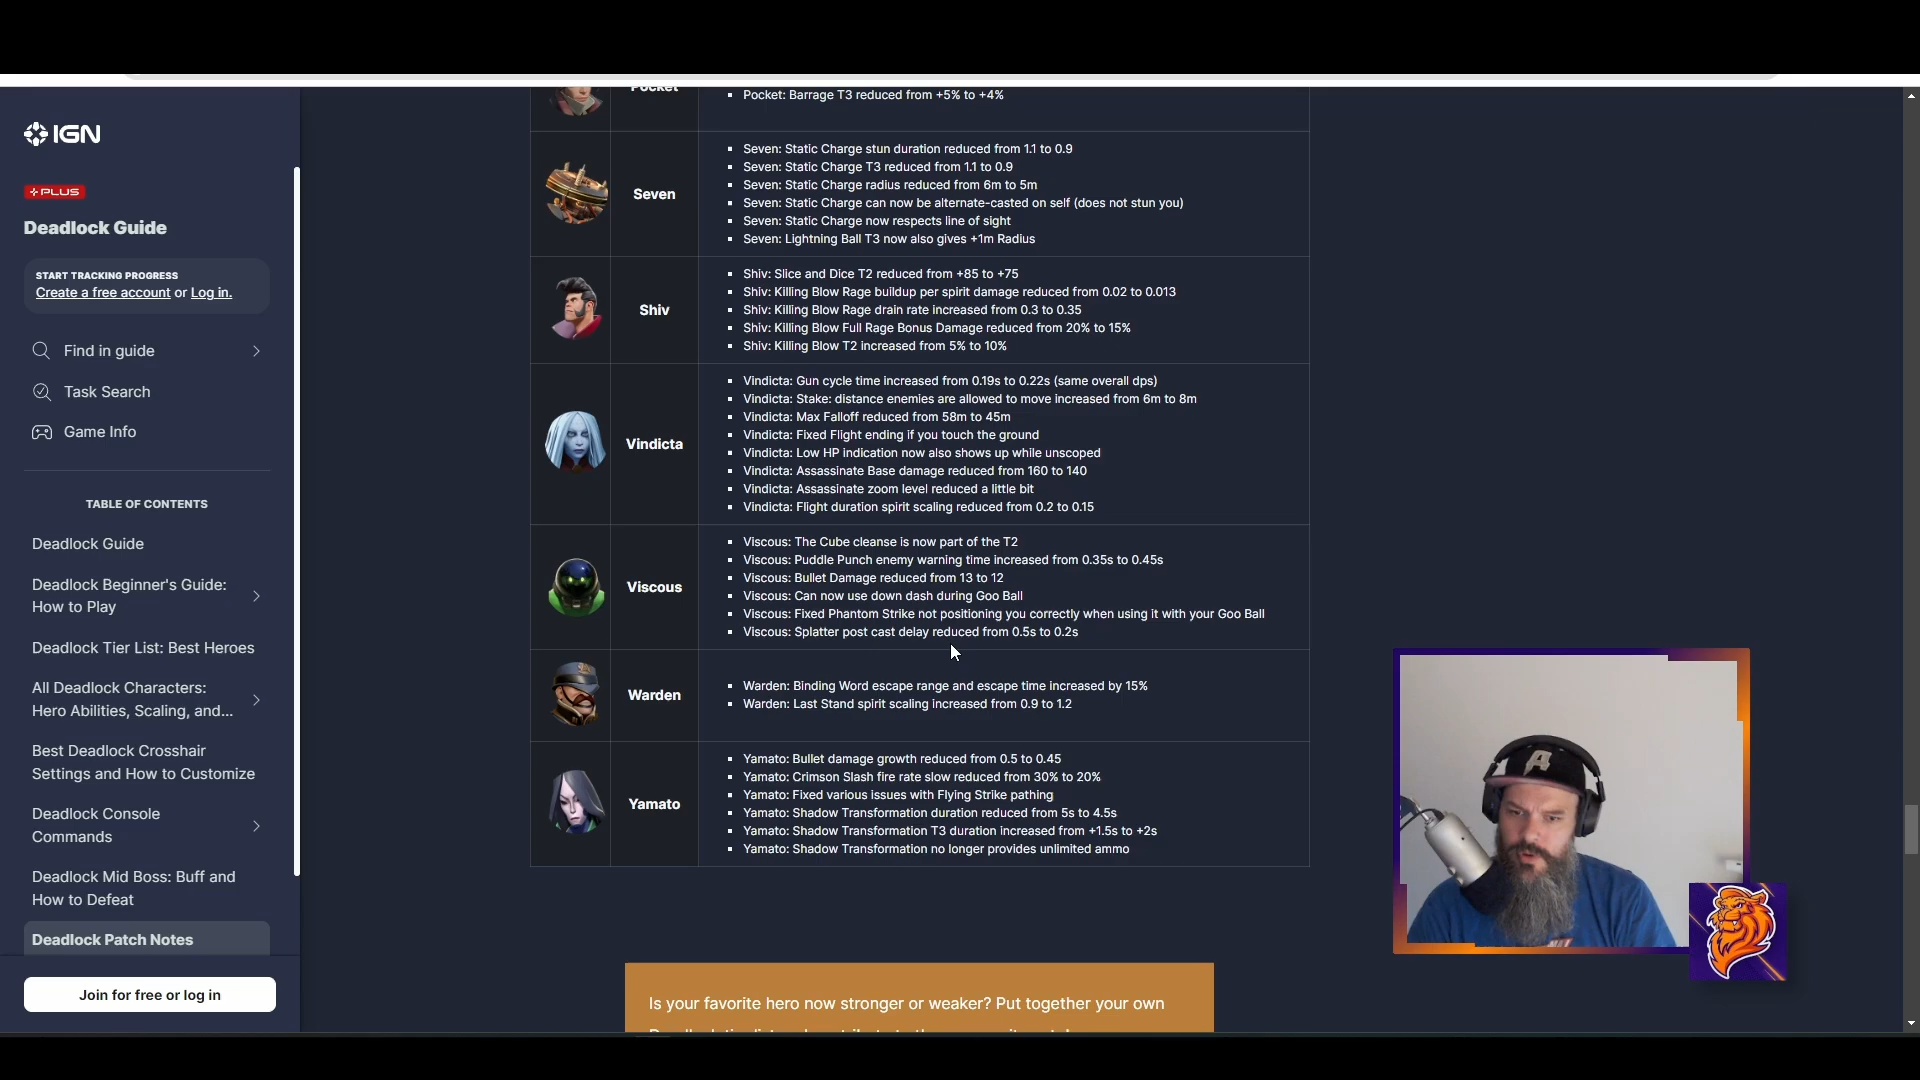 IGN
PLUS
Deadlock Guide
START TRACKING PROGRESS
Create a free account or Log in.
Find in guide
Task Search
Game Info
TABLE OF CONTENTS
Deadlock Guide
Deadlock Beginner's Guide:
How to Play
Deadlock Tier List: Best Heroes
All Deadlock Characters:
Hero Abilities, Scaling, and...
Best Deadlock Crosshair
Settings and How to Customize
Deadlock Console
Commands
Deadlock Mid Boss: Buff and
How to Defeat
Deadlock Patch Notes
Join for free or log in
Pocket
Pocket: Barrage T3 reduced from +5% to +4%
Seven
Seven: Static Charge stun duration reduced from 1.1 to 0.9
Seven: Static Charge T3 reduced from 1.1 to 0.9
Seven: Static Charge radius reduced from 6m to 5m
Seven: Static Charge can now be alternate-casted on self (does not stun you)
Seven: Static Charge now respects line of sight
Seven: Lightning Ball T3 now also gives +1m Radius
Shiv
Shiv: Slice and Dice T2 reduced from +85 to +75
Shiv: Killing Blow Rage buildup per spirit damage reduced from 0.02 to 0.013
Shiv: Killing Blow Rage drain rate increased from 0.3 to 0.35
Shiv: Killing Blow Full Rage Bonus Damage reduced from 20% to 15%
Shiv: Killing Blow T2 increased from 5% to 10%
Vindicta
Vindicta: Gun cycle time increased from 0.19s to 0.22s (same overall dps)
Vindicta: Stake: distance enemies are allowed to move increased from 6m to 8m
Vindicta: Max Falloff reduced from 58m to 45m
Vindicta: Fixed Flight ending if you touch the ground
Vindicta: Low HP indication now also shows up while unscoped
Vindicta: Assassinate Base damage reduced from 160 to 140
Vindicta: Assassinate zoom level reduced a little bit
Vindicta: Flight duration spirit scaling reduced from 0.2 to 0.15
Viscous
Viscous: The Cube cleanse is now part of the T2
Viscous: Puddle Punch enemy warning time increased from 0.35s to 0.45s
Viscous: Bullet Damage reduced from 13 to 12
Viscous: Can now use down dash during Goo Ball
Viscous: Fixed Phantom Strike not positioning you correctly when using it with your Goo Ball
Viscous: Splatter post cast delay reduced from 0.5s to 0.2s
Warden
Warden: Binding Word escape range and escape time increased by 15%
Warden: Last Stand spirit scaling increased from 0.9 to 1.2
Yamato
Yamato: Bullet damage growth reduced from 0.5 to 0.45
Yamato: Crimson Slash fire rate slow reduced from 30% to 20%
Yamato: Fixed various issues with Flying Strike pathing
Yamato: Shadow Transformation duration reduced from 5s to 4.5s
Yamato: Shadow Transformation T3 duration increased from +1.5s to +2s
Yamato: Shadow Transformation no longer provides unlimited ammo
Is your favorite hero now stronger or weaker? Put together your own